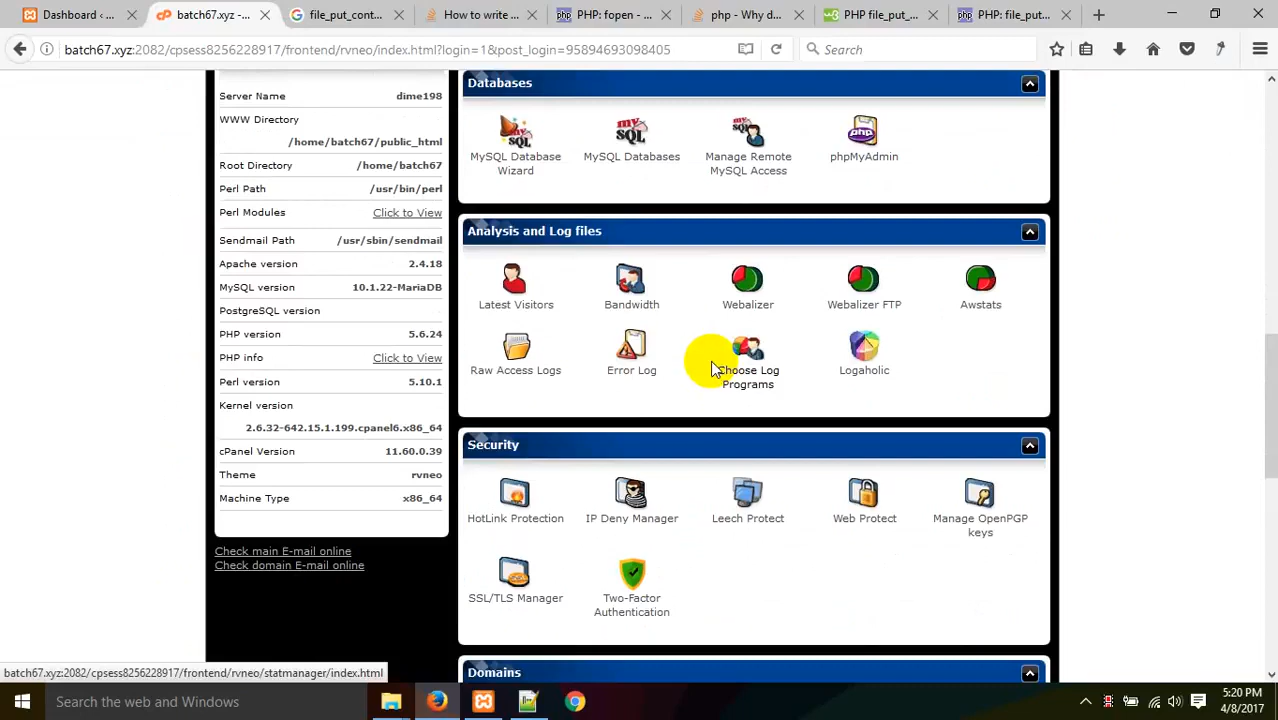 Dashboard ‹
batch67.xyz -
file_put_cont...
How to write
PHP: fopen -
php - Why d
PHP file_put_
PHP: file_put
batch67.xyz:2082/cpsess8256228917/frontend/rvneo/index.html?login=1&post_login=95894693098405
Search
Server Name dime198
WWW Directory
/home/batch67/public_html
Root Directory /home/batch67
Perl Path /usr/bin/perl
Perl Modules Click to View
Sendmail Path /usr/sbin/sendmail
Apache version 2.4.18
MySQL version 10.1.22-MariaDB
PostgreSQL version
PHP version 5.6.24
PHP info Click to View
Perl version 5.10.1
Kernel version
2.6.32-642.15.1.199.cpanel6.x86_64
cPanel Version 11.60.0.39
Theme rvneo
Machine Type x86_64
Check main E-mail online
Check domain E-mail online
Databases
MySQL Database
Wizard
MySQL Databases
Manage Remote
MySQL Access
phpMyAdmin
Analysis and Log files
Latest Visitors
Bandwidth
Webalizer
Webalizer FTP
Awstats
Raw Access Logs
Error Log
Choose Log
Programs
Logaholic
Security
HotLink Protection
IP Deny Manager
Leech Protect
Web Protect
Manage OpenPGP
keys
SSL/TLS Manager
Two-Factor
Authentication
Domains
batch67.xyz:2082/cpsess8256228917/frontend/rvneo/statmanager/index.html
Search the web and Windows
5:20 PM
4/8/2017